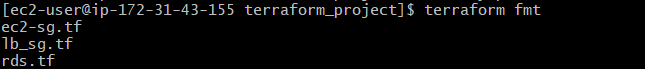 [ec2-user@ip-172-31-43-155 terraform_project]$ terraform fmt
ec2-sg.tf
lb_sg.tf
rds.tf